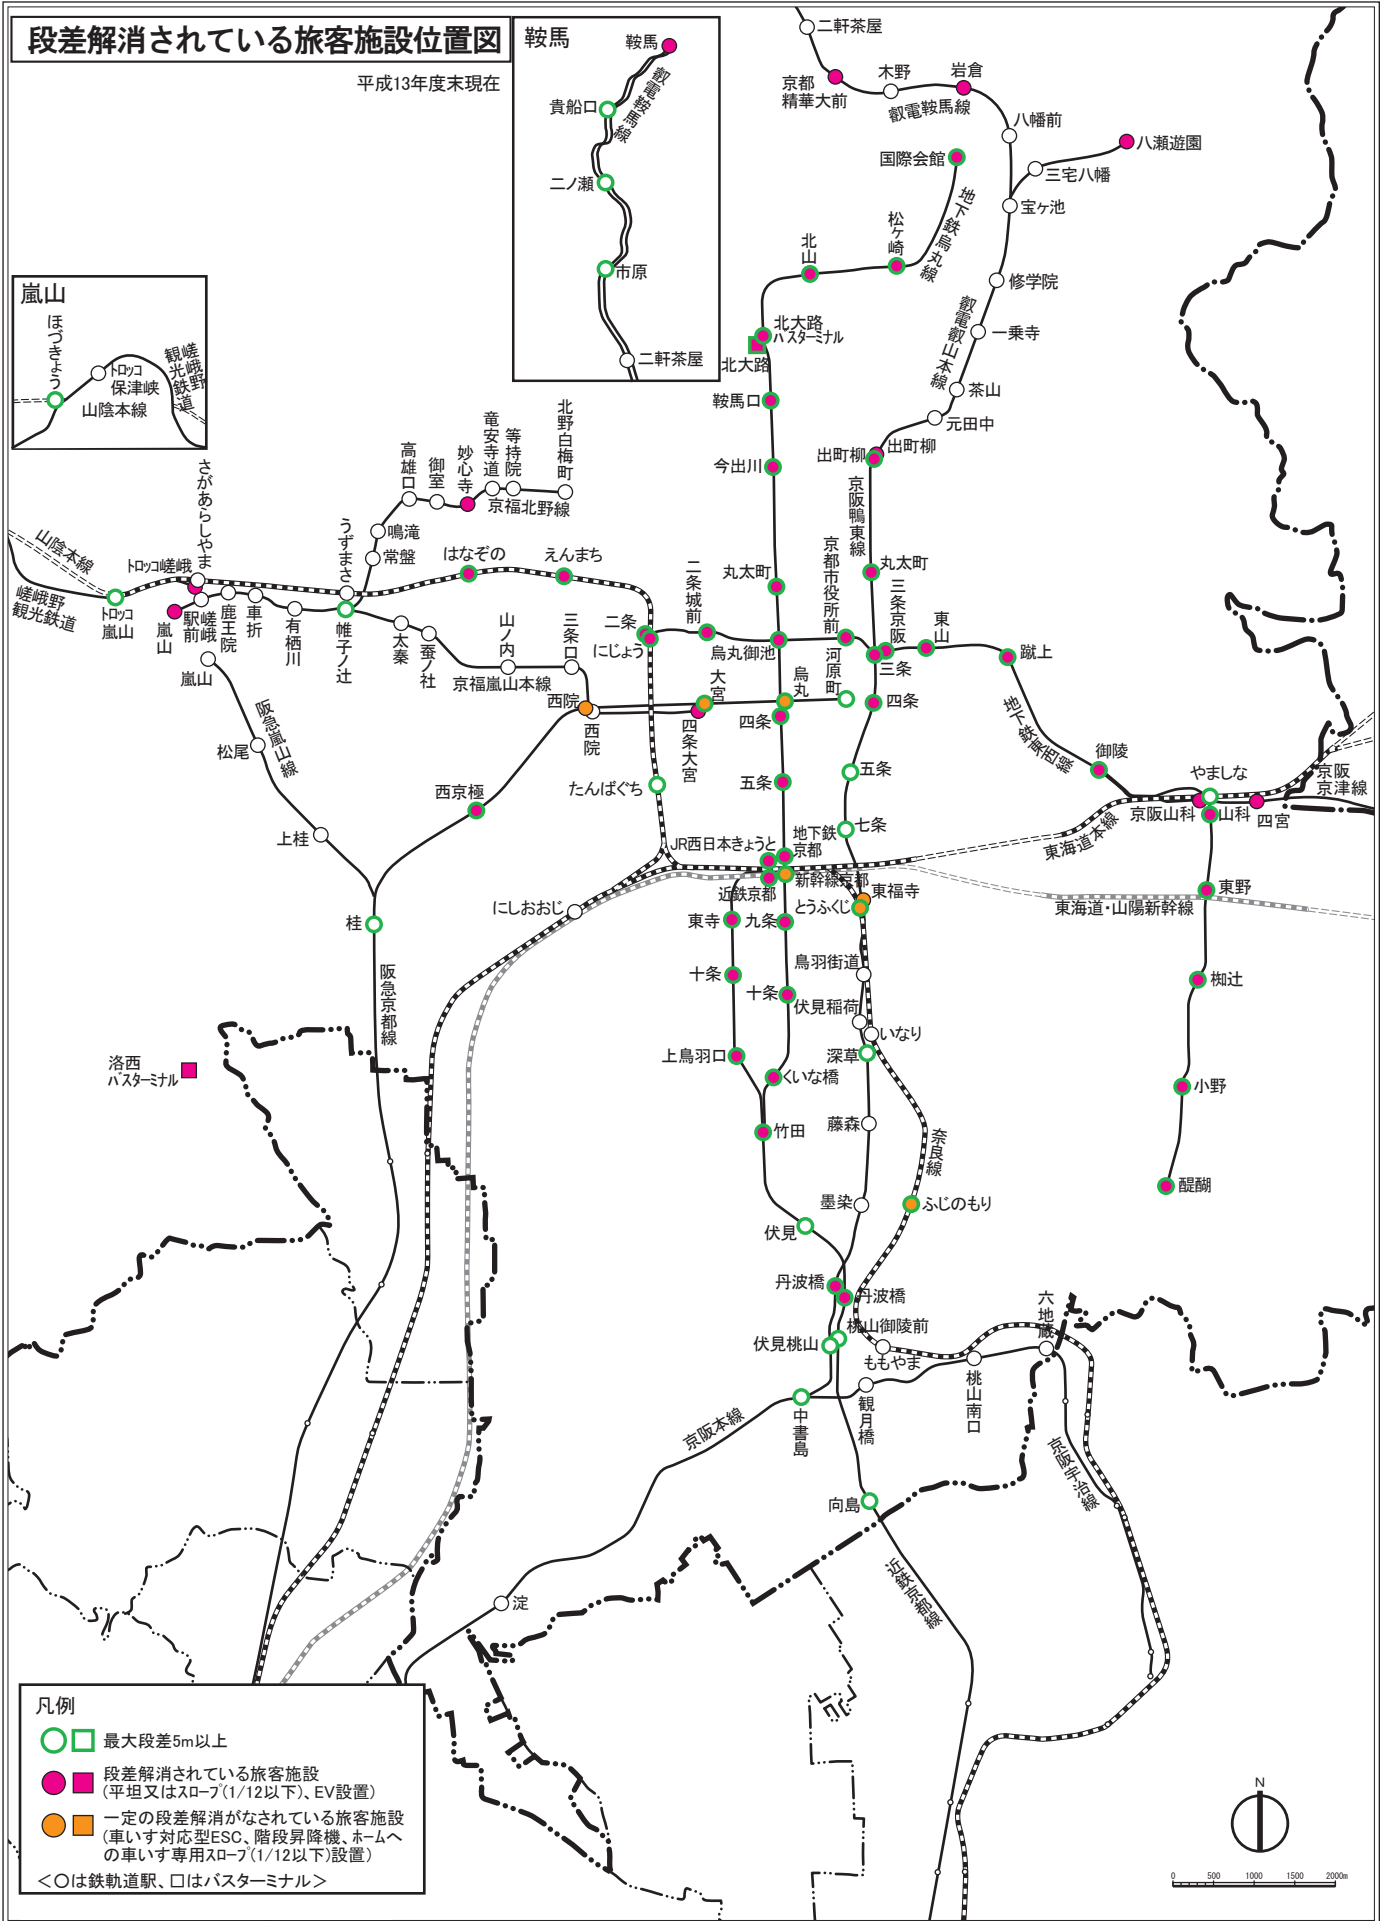 段差解消されている旅客施設位置図
平成13年度末現在
鞍馬
鞍馬
叡電鞍馬線
貴船口
二ノ瀬
市原
二軒茶屋
二軒茶屋
京都
精華大前
木野
岩倉
叡電鞍馬線
八幡前
八瀬遊園
三宅八幡
国際会館
宝ヶ池
地下鉄烏丸線
松ヶ崎
北山
修学院
叡電叡山本線
一乗寺
北大路
バスターミナル
北大路
茶山
鞍馬口
元田中
嵐山
ほづきょう
トロッコ
保津峡
嵯峨野
観光鉄道
山陰本線
今出川
出町柳
出町柳
京阪鴨東線
北野白梅町
等持院
竜安寺道
妙心寺
御室
高雄口
京福北野線
鳴滝
常盤
さがあらしやま
うずまさ
はなぞの
えんまち
山陰本線
トロッコ嵯峨
嵯峨野
観光鉄道
トロッコ
嵐山
嵐山
嵯峨
駅前
鹿王院
車折
有栖川
帷子ノ辻
太秦
蚕ノ社
山ノ内
三条口
京福嵐山本線
二条
にじょう
二条城前
丸太町
烏丸御池
京都市役所前
丸太町
三条京阪
三条
東山
蹴上
嵐山
阪急嵐山線
松尾
上桂
西院
西院
大宮
四条大宮
烏丸
四条
河原町
四条
地下鉄東西線
御陵
やましな
京阪
京津線
京阪山科
山科
四宮
西京極
たんばぐち
五条
五条
七条
JR西日本きょうと
地下鉄
京都
近鉄京都
新幹線京都
東福寺
とうふくじ
東海道本線
東海道・山陽新幹線
東野
にしおおじ
桂
東寺
九条
鳥羽街道
十条
十条
伏見稲荷
いなり
椥辻
阪急京都線
洛西
バスターミナル
上鳥羽口
くいな橋
深草
小野
竹田
藤森
奈良線
醍醐
墨染
ふじのもり
伏見
丹波橋
丹波橋
六地蔵
桃山御陵前
伏見桃山
ももやま
桃山南口
観月橋
中書島
京阪本線
京阪宇治線
向島
近鉄京都線
淀
凡例
最大段差5m以上
段差解消されている旅客施設
(平坦又はスロープ(1/12以下)、EV設置)
一定の段差解消がなされている旅客施設
(車いす対応型ESC、階段昇降機、ホームへ
の車いす専用スロープ(1/12以下)設置)
＜○は鉄軌道駅、□はバスターミナル＞
N
0 500 1000 1500 2000m